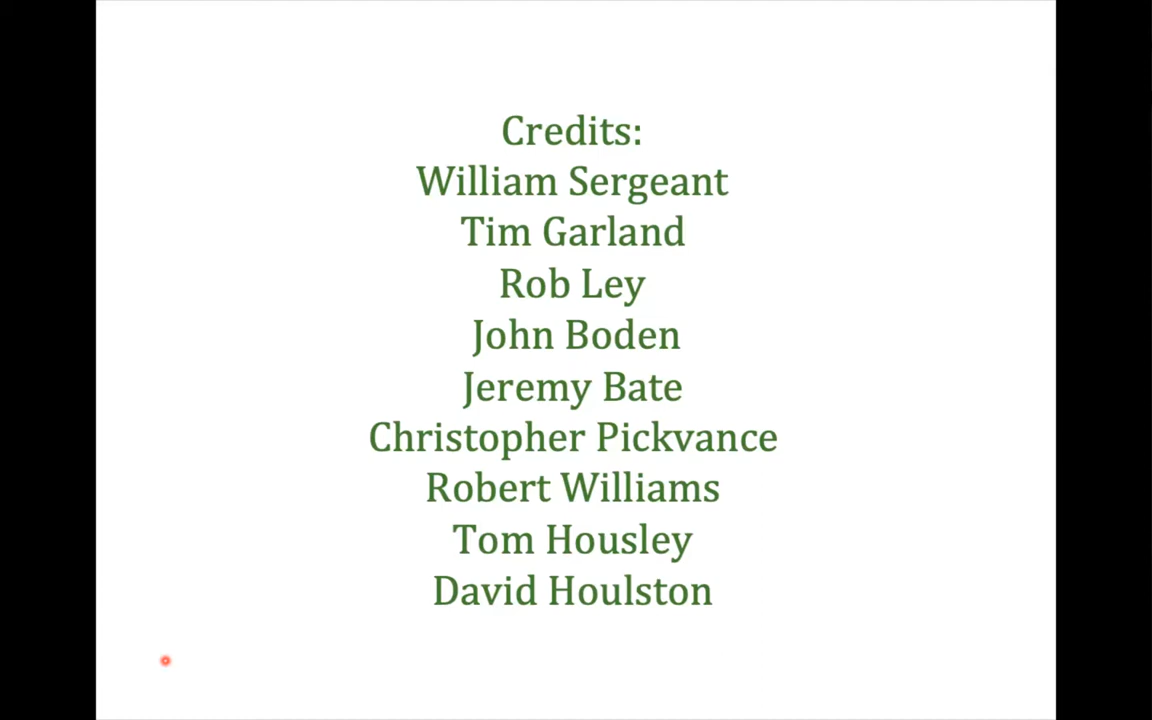 Credits:
William Sergeant
Tim Garland
Rob Ley
John Boden
Jeremy Bate
Christopher Pickvance
Robert Williams
Tom Housley
David Houlston